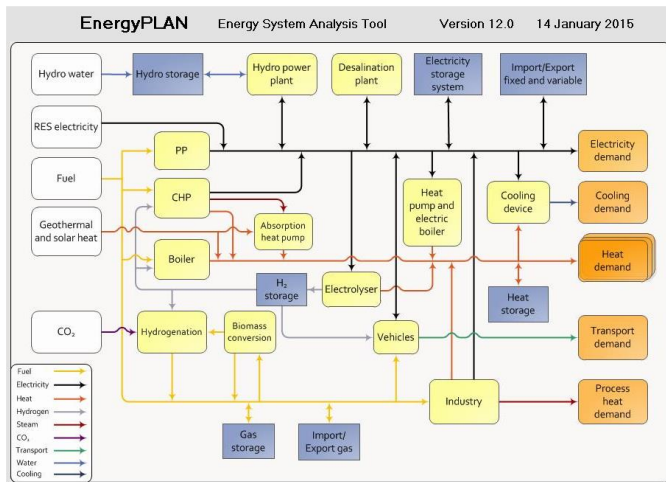 EnergyPLAN Energy System Analysis Tool Version 12.0 14 January 2015
Hydro water
Hydro storage
Hydro power
plant
Desalination
plant
Electricity
storage
system
Import/Export
fixed and variable
RES electricity
PP
Electricity
demand
Fuel
CHP
Heat
pump and
electric
boiler
Cooling
device
Cooling
demand
Geothermal
and solar heat
Absorption
heat pump
Boiler
Heat
demand
H₂
storage
Electrolyser
Heat
storage
CO₂
Hydrogenation
Biomass
conversion
Vehicles
Transport
demand
Industry
Process
heat
demand
Gas
storage
Import/
Export gas
Fuel
Electricity
Heat
Hydrogen
Steam
CO₂
Transport
Water
Cooling